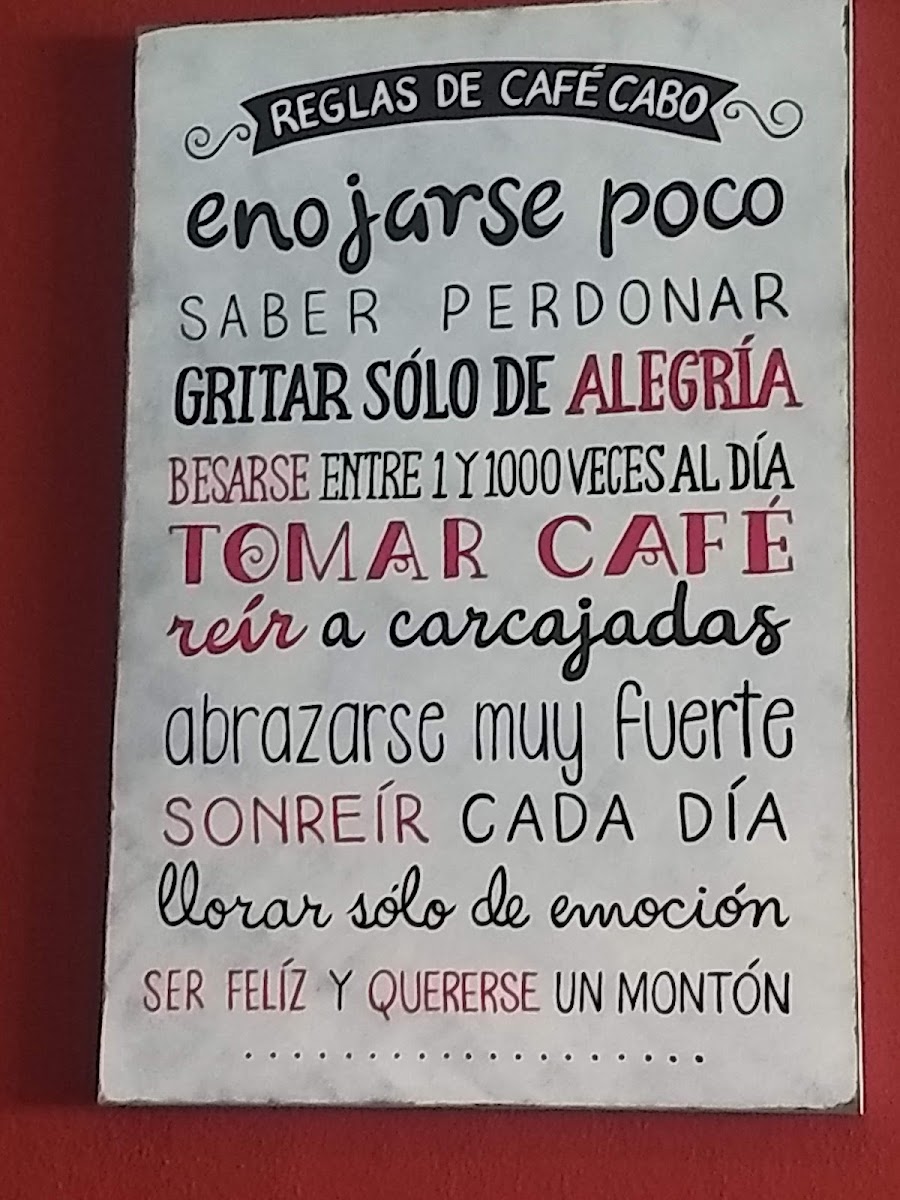 REGLAS DE CAFÉ CABO
enojarse poco
SABER PERDONAR
GRITAR SÓLO DE ALEGRÍA
BESARSE ENTRE 1 Y 1000 VECES AL DÍA
TOMAR CAFÉ
reír a carcajadas
abrazarse muy fuerte
SONREÍR CADA DÍA
llorar sólo de emoción
SER FELÍZ Y QUERERSE UN MONTÓN